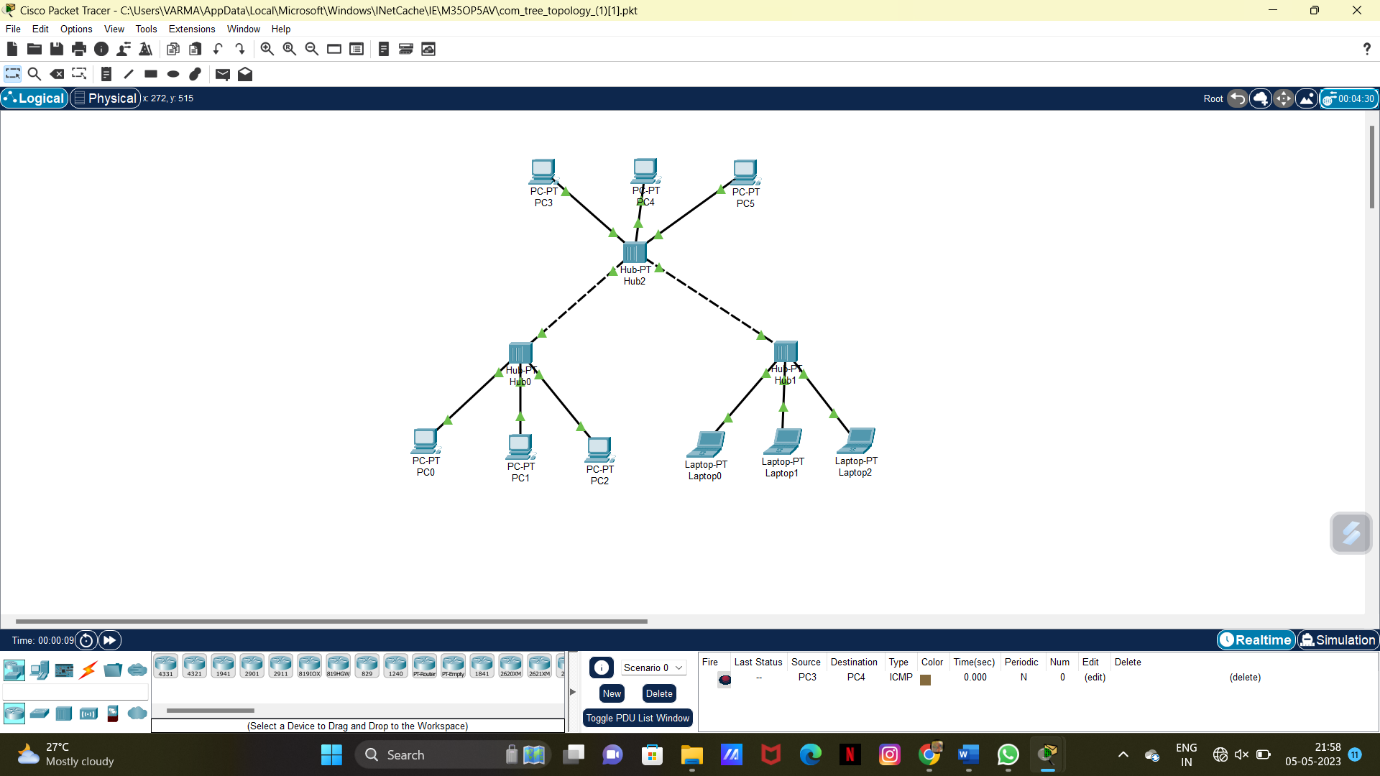 Cisco Packet Tracer - C:\Users\VARMA\AppData\Local\Microsoft\Windows\INetCache\IE\M35OP5AV\com_tree_topology_(1)[1].pkt
File Edit Options View Tools Extensions Window Help
?
Logical Physical x: 272, y: 515 Root 00:04:30
PC-PT PC-PT PC-PT
PC3 PC4 PC5
Hub-PT
Hub2
Hub-PT Hub-PT
Hub0 Hub1
PC-PT PC-PT PC-PT Laptop-PT Laptop-PT Laptop-PT
PC0 PC1 PC2 Laptop0 Laptop1 Laptop2
Time: 00:00:09 Realtime Simulation
4331 4321 1941 2901 2911 819IOX 819HGW 829 1240 PT-Router PT-Empty 1841 2620XM 2621XM
(Select a Device to Drag and Drop to the Workspace)
Scenario 0
New Delete
Toggle PDU List Window
Fire Last Status Source Destination Type Color Time(sec) Periodic Num Edit Delete
-- PC3 PC4 ICMP 0.000 N 0 (edit) (delete)
27°C
Mostly cloudy
Search
ENG
IN
21:58
05-05-2023
11